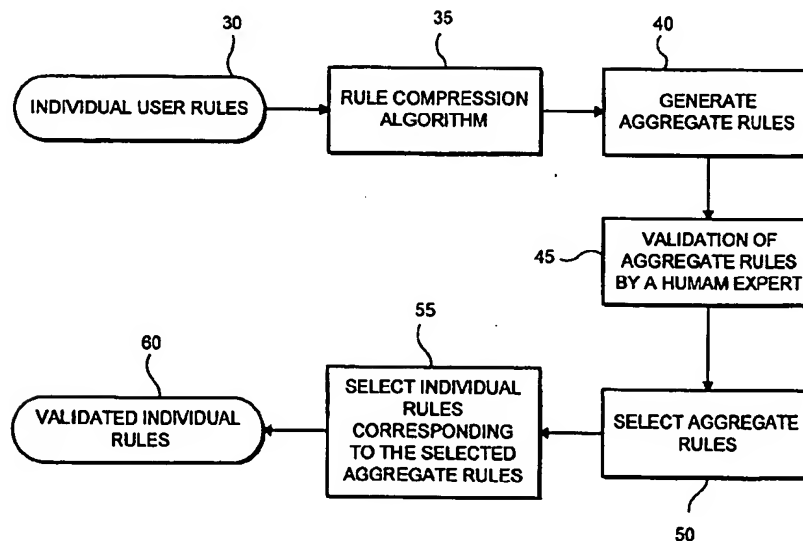 30
35
40
INDIVIDUAL USER RULES
RULE COMPRESSION
ALGORITHM
GENERATE
AGGREGATE RULES
45
VALIDATION OF
AGGREGATE RULES
BY A HUMAM EXPERT
55
60
VALIDATED INDIVIDUAL
RULES
SELECT INDIVIDUAL
RULES
CORRESPONDING
TO THE SELECTED
AGGREGATE RULES
SELECT AGGREGATE
RULES
50